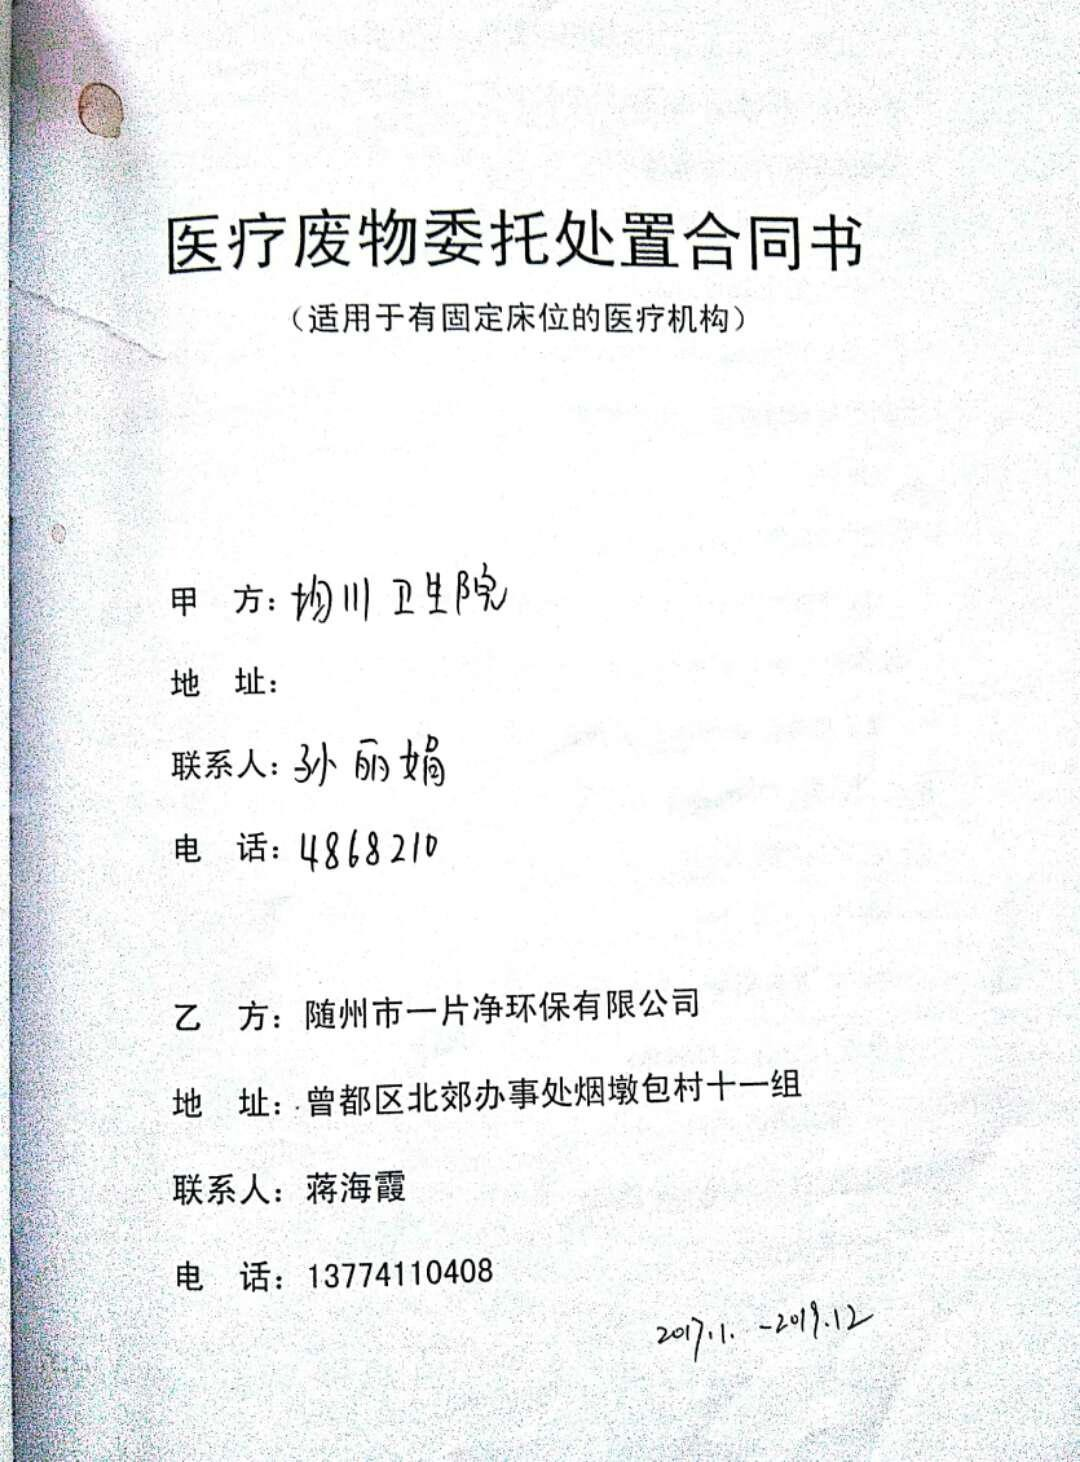 医疗废物委托处置合同书
（适用于有固定床位的医疗机构）
甲 方：均川卫生院
地 址：
联系人：孙丽娟
电 话：4868210
乙 方：随州市一片净环保有限公司
地 址：曾都区北郊办事处烟墩包村十一组
联系人：蒋海霞
电 话：13774110408
2017.1.-2019.12